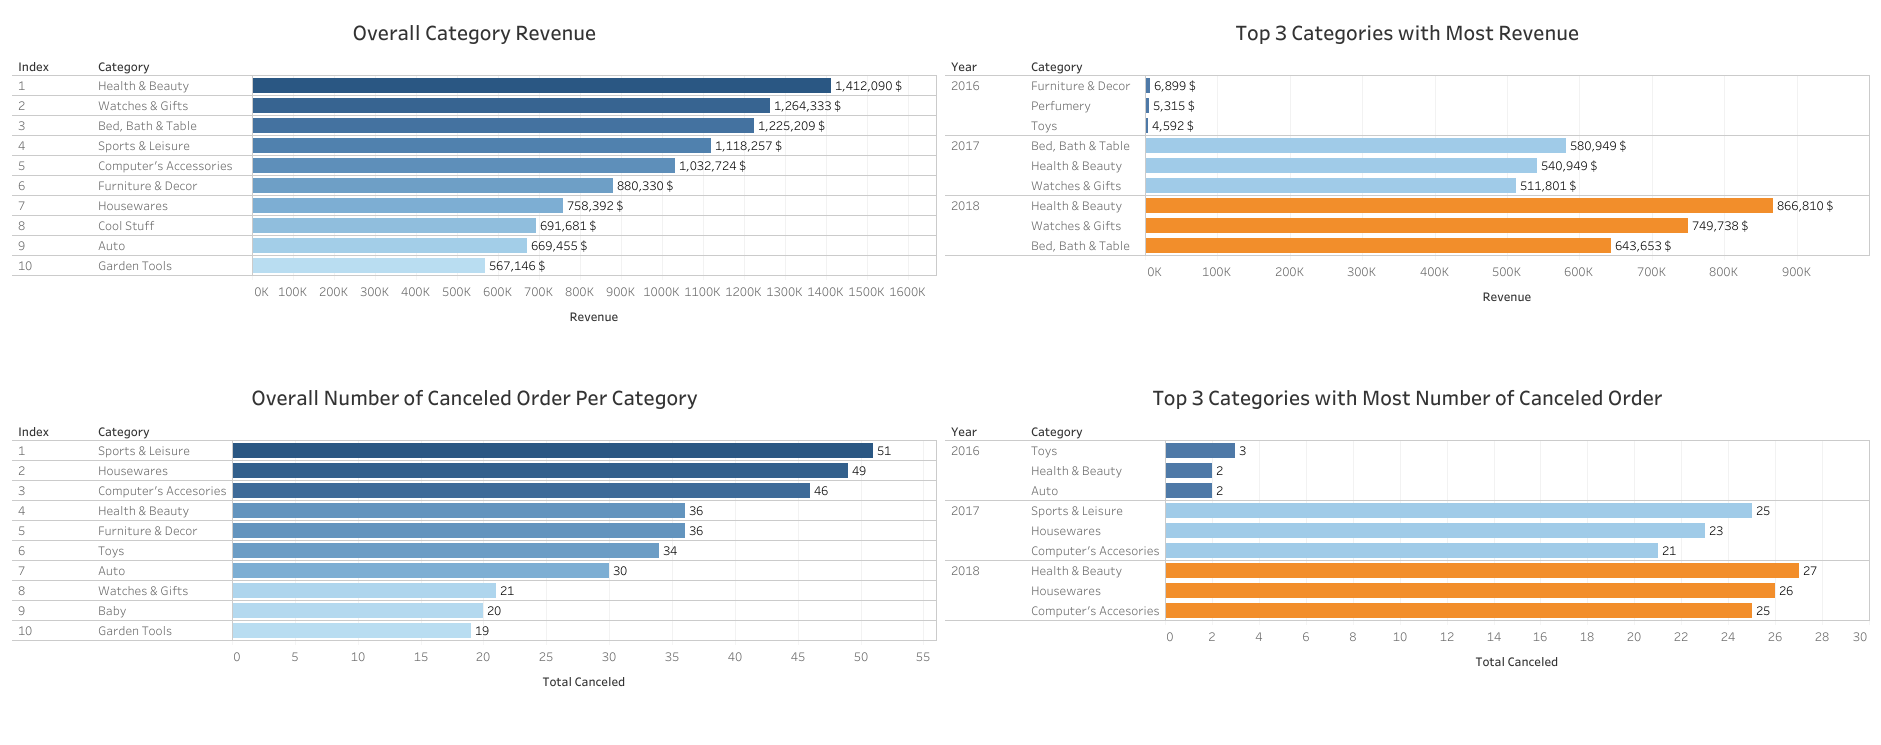 Overall Category Revenue
Index Category
1 Health & Beauty 1,412,090 $
2 Watches & Gifts 1,264,333 $
3 Bed, Bath & Table 1,225,209 $
4 Sports & Leisure 1,118,257 $
5 Computer's Accessories 1,032,724 $
6 Furniture & Decor 880,330 $
7 Housewares 758,392 $
8 Cool Stuff 691,681 $
9 Auto 669,455 $
10 Garden Tools 567,146 $
0K 100K 200K 300K 400K 500K 600K 700K 800K 900K 1000K 1100K 1200K 1300K 1400K 1500K 1600K
Revenue
Top 3 Categories with Most Revenue
Year Category
2016 Furniture & Decor 6,899 $
Perfumery 5,315 $
Toys 4,592 $
2017 Bed, Bath & Table 580,949 $
Health & Beauty 540,949 $
Watches & Gifts 511,801 $
2018 Health & Beauty 866,810 $
Watches & Gifts 749,738 $
Bed, Bath & Table 643,653 $
0K 100K 200K 300K 400K 500K 600K 700K 800K 900K
Revenue
Overall Number of Canceled Order Per Category
Index Category
1 Sports & Leisure 51
2 Housewares 49
3 Computer's Accesories 46
4 Health & Beauty 36
5 Furniture & Decor 36
6 Toys 34
7 Auto 30
8 Watches & Gifts 21
9 Baby 20
10 Garden Tools 19
0 5 10 15 20 25 30 35 40 45 50 55
Total Canceled
Top 3 Categories with Most Number of Canceled Order
Year Category
2016 Toys 3
Health & Beauty 2
Auto 2
2017 Sports & Leisure 25
Housewares 23
Computer's Accesories 21
2018 Health & Beauty 27
Housewares 26
Computer's Accesories 25
0 2 4 6 8 10 12 14 16 18 20 22 24 26 28 30
Total Canceled